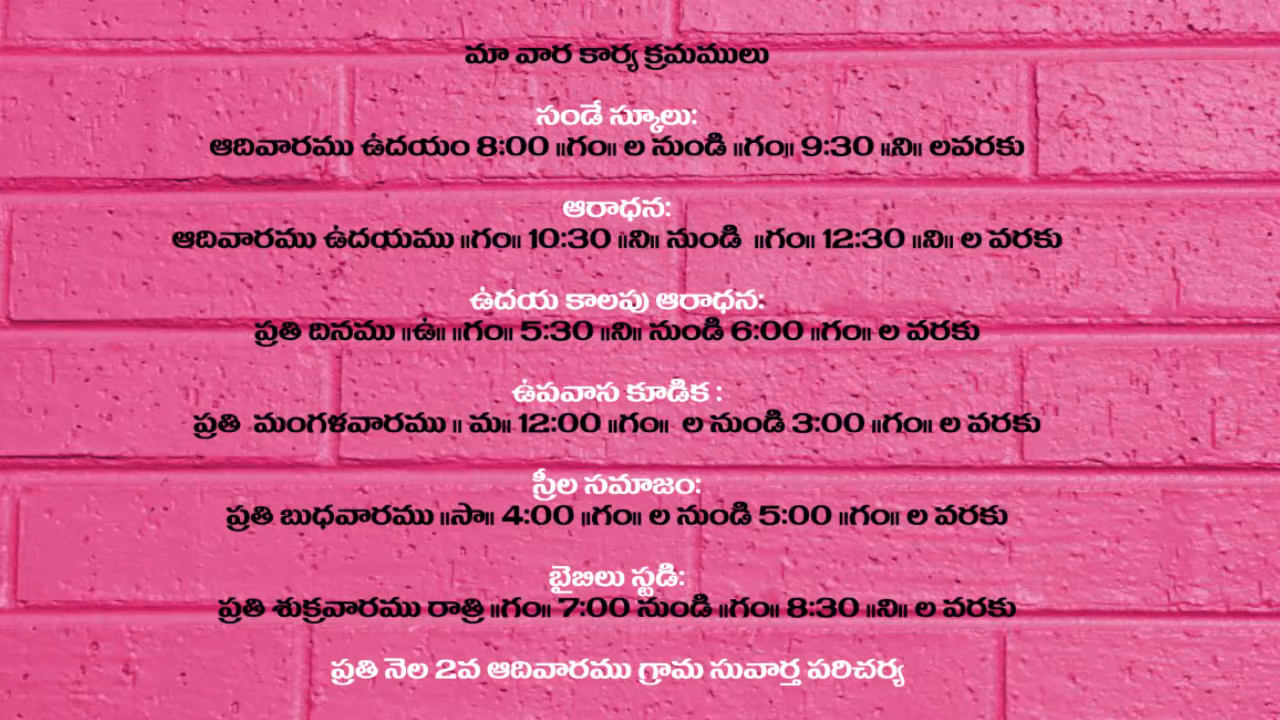 మా వార కార్య క్రమములు
సండే స్కూలు:
ఆదివారము ఉదయం 8:00 ॥గం॥ ల నుండి ॥గం॥ 9:30 ॥ని॥ లవరకు
ఆరాధన:
ఆదివారము ఉదయము ॥గం॥ 10:30 ॥ని॥ నుండి ॥గం॥ 12:30 ॥ని॥ ల వరకు
ఉదయ కాలపు ఆరాధన:
ప్రతి దినము ॥ఉ॥ ॥గం॥ 5:30 ॥ని॥ నుండి 6:00 ॥గం॥ ల వరకు
ఉపవాస కూడిక :
ప్రతి మంగళవారము ॥ మ॥ 12:00 ॥గం॥ ల నుండి 3:00 ॥గం॥ ల వరకు
స్రీల సమాజం:
ప్రతి బుధవారము ॥సా॥ 4:00 ॥గం॥ ల నుండి 5:00 ॥గం॥ ల వరకు
బైబిలు స్టడి:
ప్రతి శుక్రవారము రాత్రి ॥గం॥ 7:00 నుండి ॥గం॥ 8:30 ॥ని॥ ల వరకు
ప్రతి నెల 2వ ఆదివారము గ్రామ సువార్త పరిచర్య